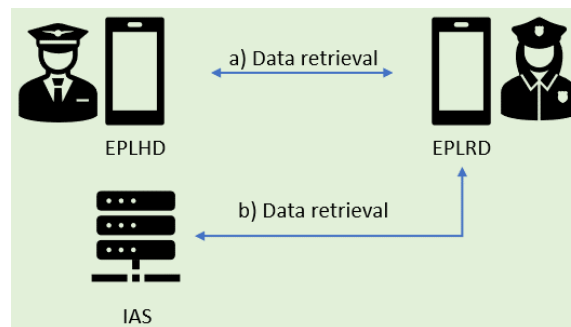 a) Data retrieval
EPLHD
EPLRD
b) Data retrieval
IAS